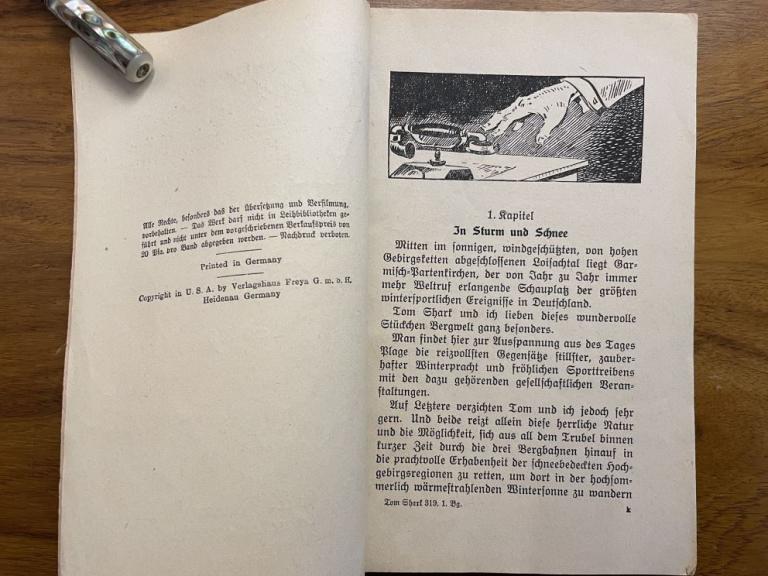 Alle Rechte, besonders das der Übersetzung und Verfilmung,
vorbehalten. — Das Werk darf nicht in Leihbibliotheken ge-
führt und nicht unter dem vorgeschriebenen Verkaufspreis von
20 Pfg. pro Band abgegeben werden. — Nachdruck verboten.
Printed in Germany
Copyright in U. S. A. by Verlagshaus Freya G. m. b. H.
Heidenau Germany
1. Kapitel
In Sturm und Schnee
Mitten im sonnigen, windgeschützten, von hohen
Gebirgsketten abgeschlossenen Loisachtal liegt Gar-
misch-Partenkirchen, der von Jahr zu Jahr immer
mehr Weltruf erlangende Schauplatz der größten
wintersportlichen Ereignisse in Deutschland.
Tom Shark und ich lieben dieses wundervolle
Stückchen Bergwelt ganz besonders.
Man findet hier zur Ausspannung aus des Tages
Plage die reizvollsten Gegensätze stillster, zauber-
hafter Winterpracht und fröhlichen Sporttreibens
mit den dazu gehörenden gesellschaftlichen Veran-
staltungen.
Auf Letztere verzichten Tom und ich jedoch sehr
gern. Und beide reizt allein diese herrliche Natur
und die Möglichkeit, sich aus all dem Trubel binnen
kurzer Zeit durch die drei Bergbahnen hinauf in
die prachtvolle Erhabenheit der schneebedeckten Hoch-
gebirgsregionen zu retten, um dort in der hochsom-
merlich wärmestrahlenden Wintersonne zu wandern
Tom Shark 319. 1. Bg.
k